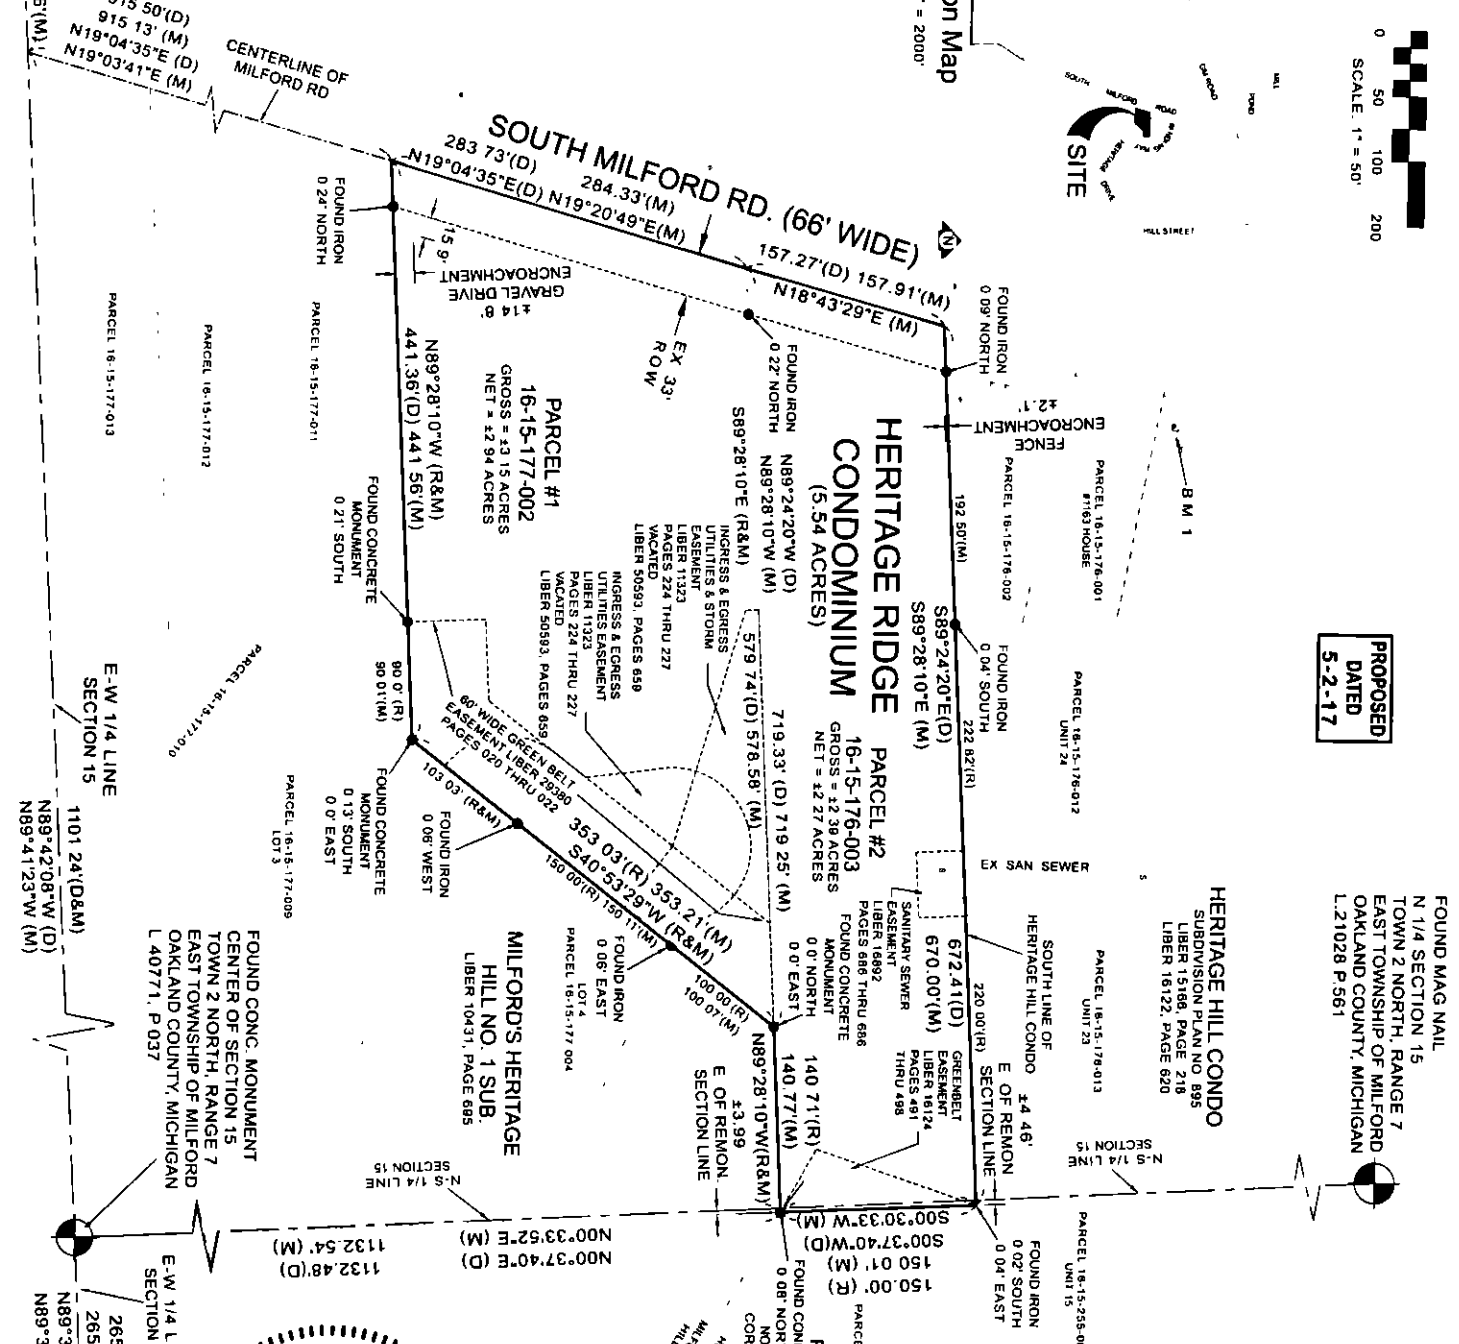 0 50 100 200
SCALE. 1" = 50'
on Map
= 2000'
SITE
SOUTH MILFORD ROAD
OM ROAD
MILL
POND
DRIVE
HILL STREET
PROPOSED
DATED
5-2-17
FOUND MAG NAIL
N 1/4 SECTION 15
TOWN 2 NORTH, RANGE 7
EAST TOWNSHIP OF MILFORD
OAKLAND COUNTY, MICHIGAN
L.21028 P.561
B M 1
N
915 13' (M)
N19°04'35"E (D)
N19°03'41"E (M)
CENTERLINE OF
MILFORD RD
SOUTH MILFORD RD. (66' WIDE)
283 73'(D)
284.33'(M)
N19°04'35"E(D) N19°20'49"E(M)
157.27'(D) 157.91'(M)
N18°43'29"E (M)
FOUND IRON
0 24' NORTH
FOUND IRON
0 09' NORTH
FOUND IRON
0 22' NORTH
15 9'
±14 8'
GRAVEL DRIVE
ENCROACHMENT
EX 33'
ROW
FENCE
ENCROACHMENT
±2.1'
PARCEL 16-15-176-001
#1163 HOUSE
PARCEL 16-15-176-002
192 50'(M)
PARCEL 16-15-177-011
PARCEL 16-15-177-012
PARCEL 16-15-177-013
N89°28'10"W (R&M)
441.36'(D) 441 56'(M)
PARCEL #1
16-15-177-002
GROSS = ±3 15 ACRES
NET = ±2 94 ACRES
HERITAGE RIDGE
CONDOMINIUM
(5.54 ACRES)
N89°24'20"W (D)
N89°28'10"W (M)
S89°28'10"E (R&M)
S89°24'20"E(D)
S89°28'10"E (M)
FOUND IRON
0 04' SOUTH
222 82'(R)
PARCEL 16-15-176-012
UNIT 24
INGRESS & EGRESS
UTILITIES & STORM
EASEMENT
LIBER 11323
PAGES 224 THRU 227
VACATED
LIBER 50593, PAGES 659
INGRESS & EGRESS
UTILITIES EASEMENT
LIBER 11323
PAGES 224 THRU 227
VACATED
LIBER 50593, PAGES 659
579 74'(D) 578.58' (M)
719.33' (D) 719 25' (M)
PARCEL #2
16-15-176-003
GROSS = ±2 39 ACRES
NET = ±2 27 ACRES
FOUND CONCRETE
MONUMENT
0 21' SOUTH
90 0' (R)
90 01'(M)
60' WIDE GREEN BELT
EASEMENT LIBER 29380
PAGES 020 THRU 022
103 03' (R&M)
353 03'(R) 353.21'(M)
S40°53'29"W (R&M)
150 00'(R) 150 11'(M)
100 00 (R)
100 07'(M)
FOUND CONCRETE
MONUMENT
0 13' SOUTH
0 0' EAST
FOUND IRON
0 06' WEST
FOUND IRON
0 06' EAST
FOUND CONCRETE
MONUMENT
0 0' NORTH
0 0' EAST
SANITARY SEWER
EASEMENT
LIBER 16892
PAGES 686 THRU 686
EX SAN SEWER
HERITAGE HILL CONDO
SUBDIVISION PLAN NO 895
LIBER 15166, PAGE 218
LIBER 16122, PAGE 620
SOUTH LINE OF
HERITAGE HILL CONDO
PARCEL 16-15-176-013
UNIT 23
672.41(D)
670.00'(M)
220 00'(R)
GREENBELT
EASEMENT
LIBER 16124
PAGES 491
THRU 498
±4 46'
E OF REMON
SECTION LINE
140 71'(R)
140.77'(M)
N89°28'10"W(R&M)
±3.99
E OF REMON
SECTION LINE
PARCEL 16-15-177-010
PARCEL 16-15-177-009
LOT 3
LOT 4
PARCEL 16-15-177 004
MILFORD'S HERITAGE
HILL NO. 1 SUB.
LIBER 10431, PAGE 695
E-W 1/4 LINE
SECTION 15
1101 24'(D&M)
N89°42'08"W (D)
N89°41'23"W (M)
FOUND CONC. MONUMENT
CENTER OF SECTION 15
TOWN 2 NORTH, RANGE 7
EAST TOWNSHIP OF MILFORD
OAKLAND COUNTY, MICHIGAN
L 40771, P 037
N-S 1/4 LINE
SECTION 15
N-S 1/4 LINE
SECTION 15
N00°37'40"E (D)
N00°33'52"E (M)
1132.48'(D)
1132.54' (M)
S00°30'33"W (M)
S00°37'40"W(D)
150 01' (M)
150.00' (R)
FOUND IRON
0 02' SOUTH
0 04' EAST
UNIT 15
E-W 1/4 L
SECTION